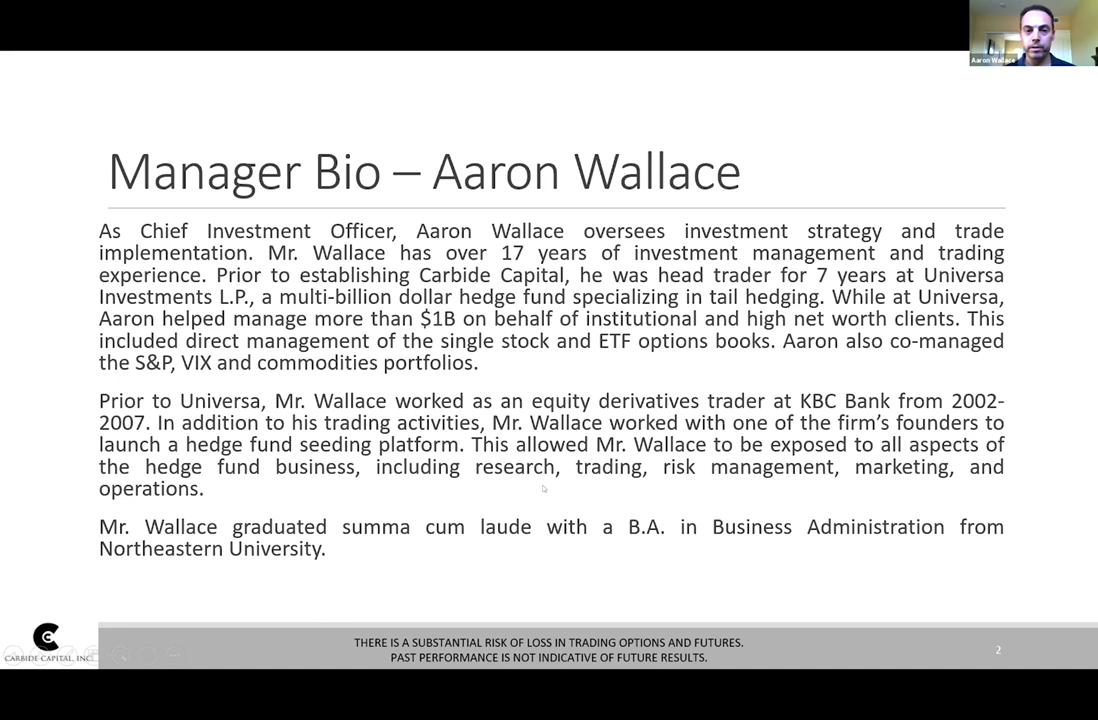 Aaron Wallace
Manager Bio – Aaron Wallace
As Chief Investment Officer, Aaron Wallace oversees investment strategy and trade
implementation. Mr. Wallace has over 17 years of investment management and trading
experience. Prior to establishing Carbide Capital, he was head trader for 7 years at Universa
Investments L.P., a multi-billion dollar hedge fund specializing in tail hedging. While at Universa,
Aaron helped manage more than $1B on behalf of institutional and high net worth clients. This
included direct management of the single stock and ETF options books. Aaron also co-managed
the S&P, VIX and commodities portfolios.
Prior to Universa, Mr. Wallace worked as an equity derivatives trader at KBC Bank from 2002-
2007. In addition to his trading activities, Mr. Wallace worked with one of the firm's founders to
launch a hedge fund seeding platform. This allowed Mr. Wallace to be exposed to all aspects of
the hedge fund business, including research, trading, risk management, marketing, and
operations.
Mr. Wallace graduated summa cum laude with a B.A. in Business Administration from
Northeastern University.
CARBIDE CAPITAL, INC
THERE IS A SUBSTANTIAL RISK OF LOSS IN TRADING OPTIONS AND FUTURES.
PAST PERFORMANCE IS NOT INDICATIVE OF FUTURE RESULTS.
2